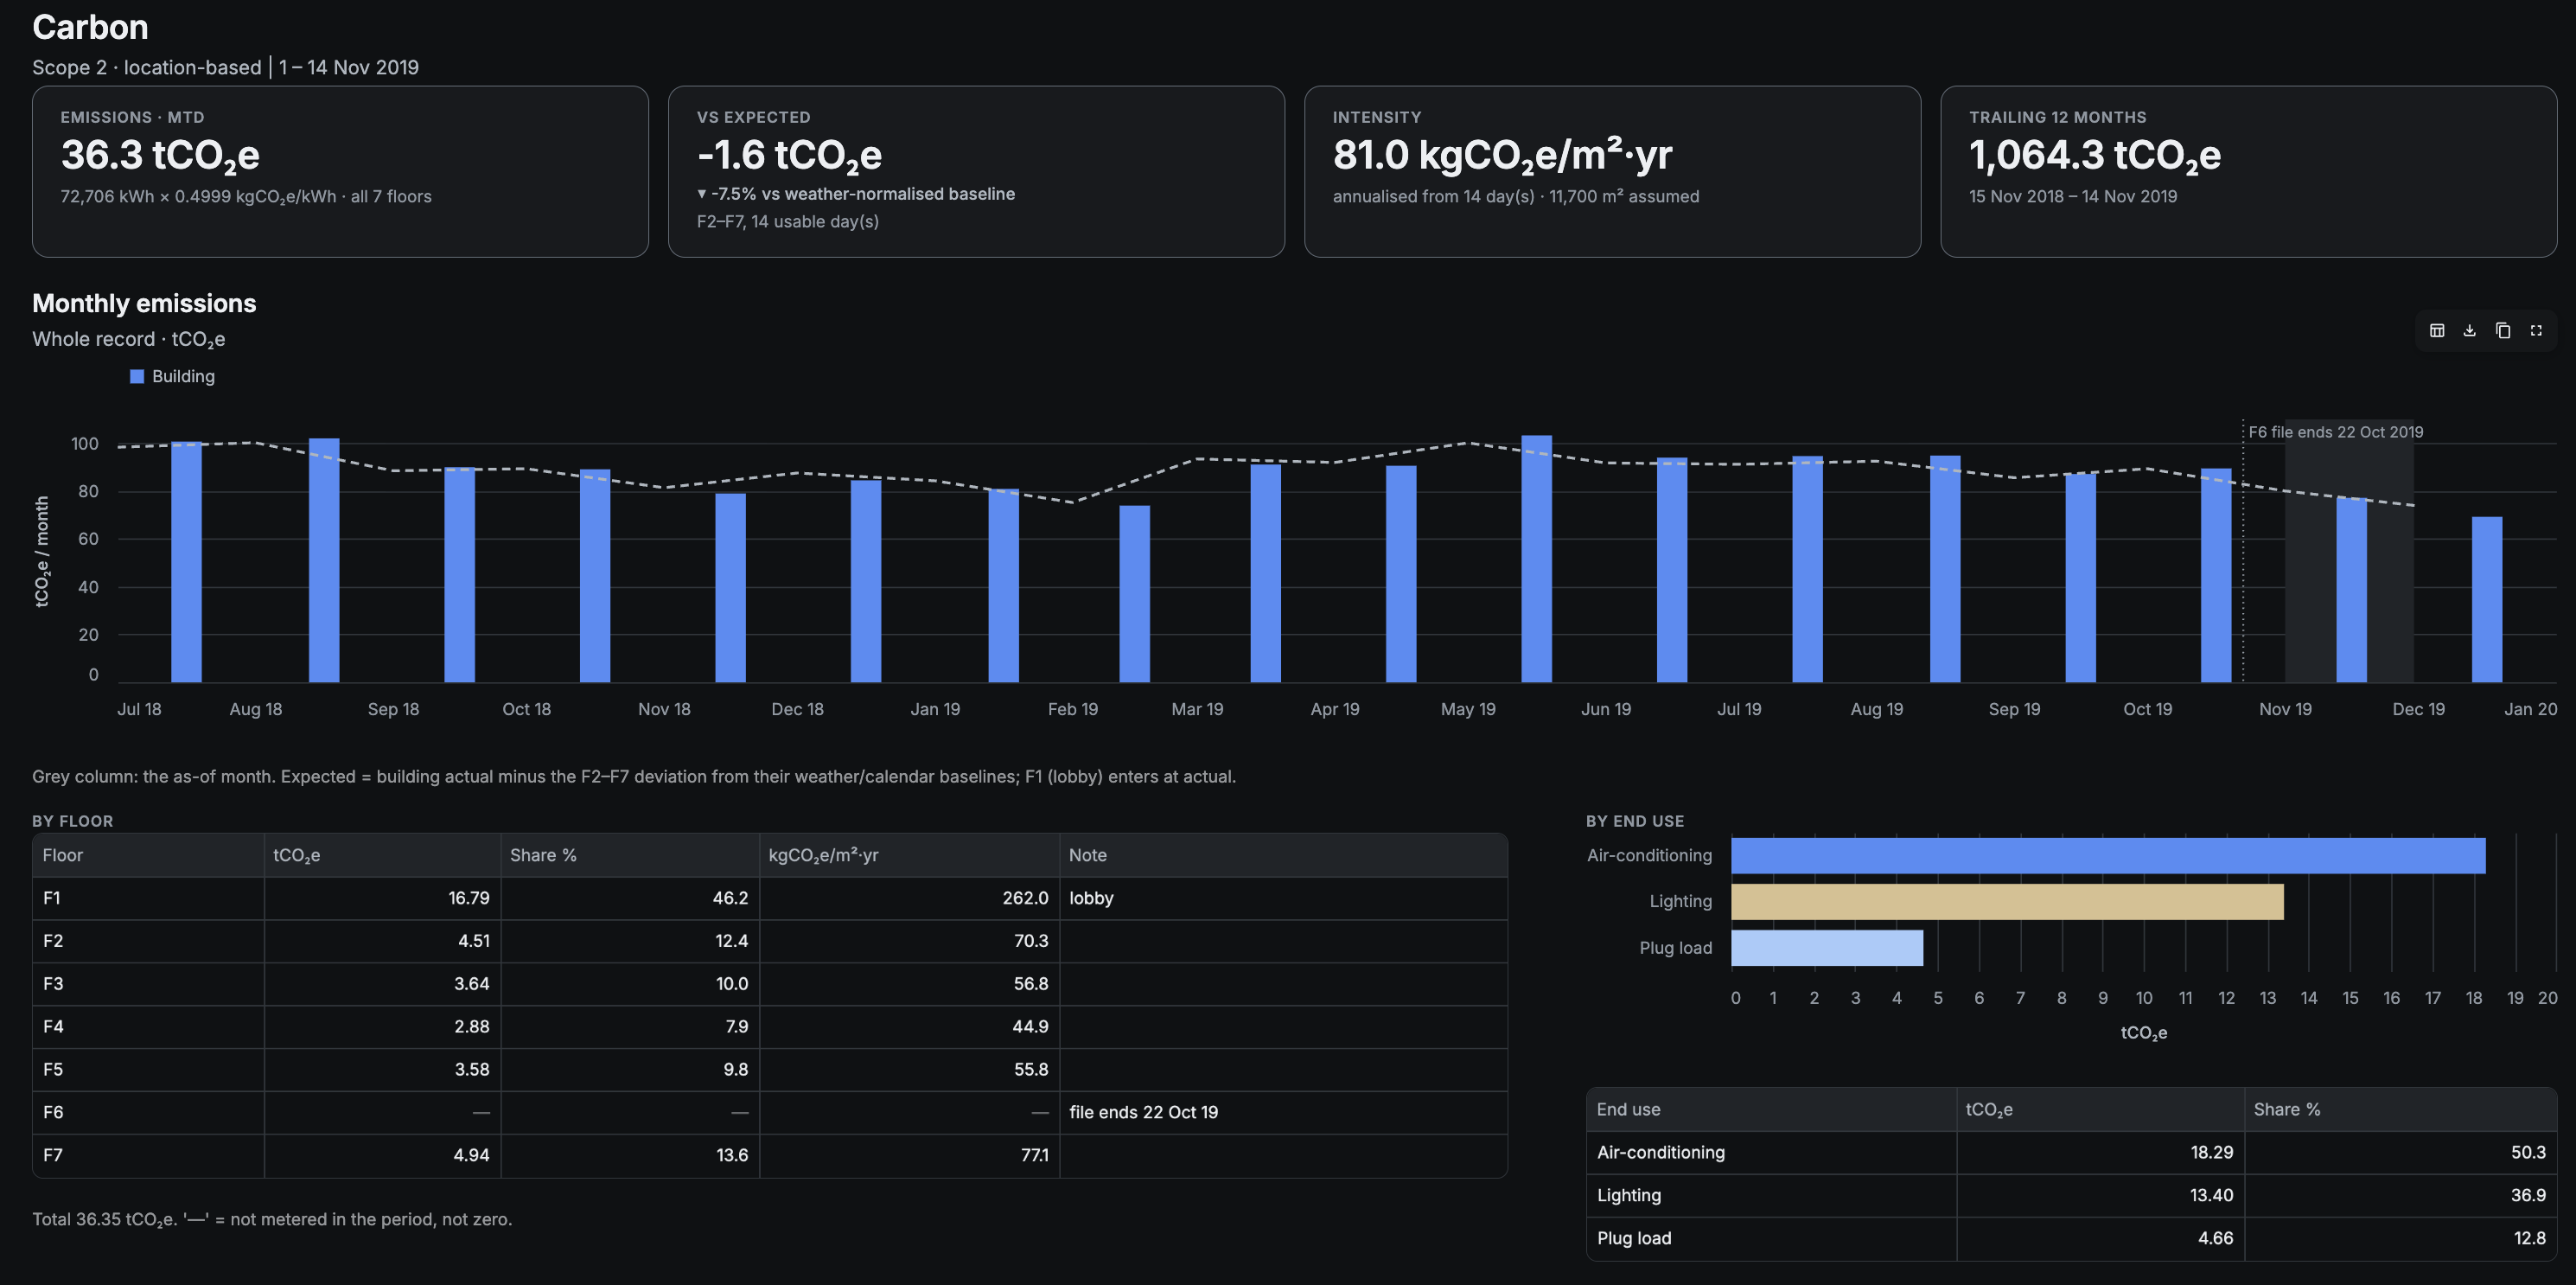 Carbon
Scope 2 · location-based | 1 – 14 Nov 2019
EMISSIONS · MTD
36.3 tCO₂e
72,706 kWh × 0.4999 kgCO₂e/kWh · all 7 floors
VS EXPECTED
-1.6 tCO₂e
▾ -7.5% vs weather-normalised baseline
F2–F7, 14 usable day(s)
INTENSITY
81.0 kgCO₂e/m²·yr
annualised from 14 day(s) · 11,700 m² assumed
TRAILING 12 MONTHS
1,064.3 tCO₂e
15 Nov 2018 – 14 Nov 2019
Monthly emissions
Whole record · tCO₂e
Building
tCO₂e / month
100
80
60
40
20
0
F6 file ends 22 Oct 2019
Jul 18 Aug 18 Sep 18 Oct 18 Nov 18 Dec 18 Jan 19 Feb 19 Mar 19 Apr 19 May 19 Jun 19 Jul 19 Aug 19 Sep 19 Oct 19 Nov 19 Dec 19 Jan 20
Grey column: the as-of month. Expected = building actual minus the F2–F7 deviation from their weather/calendar baselines; F1 (lobby) enters at actual.
BY FLOOR
Floor tCO₂e Share % kgCO₂e/m²·yr Note
F1 16.79 46.2 262.0 lobby
F2 4.51 12.4 70.3
F3 3.64 10.0 56.8
F4 2.88 7.9 44.9
F5 3.58 9.8 55.8
F6 — — — file ends 22 Oct 19
F7 4.94 13.6 77.1
Total 36.35 tCO₂e. '—' = not metered in the period, not zero.
BY END USE
Air-conditioning
Lighting
Plug load
0 1 2 3 4 5 6 7 8 9 10 11 12 13 14 15 16 17 18 19 20
tCO₂e
End use tCO₂e Share %
Air-conditioning 18.29 50.3
Lighting 13.40 36.9
Plug load 4.66 12.8